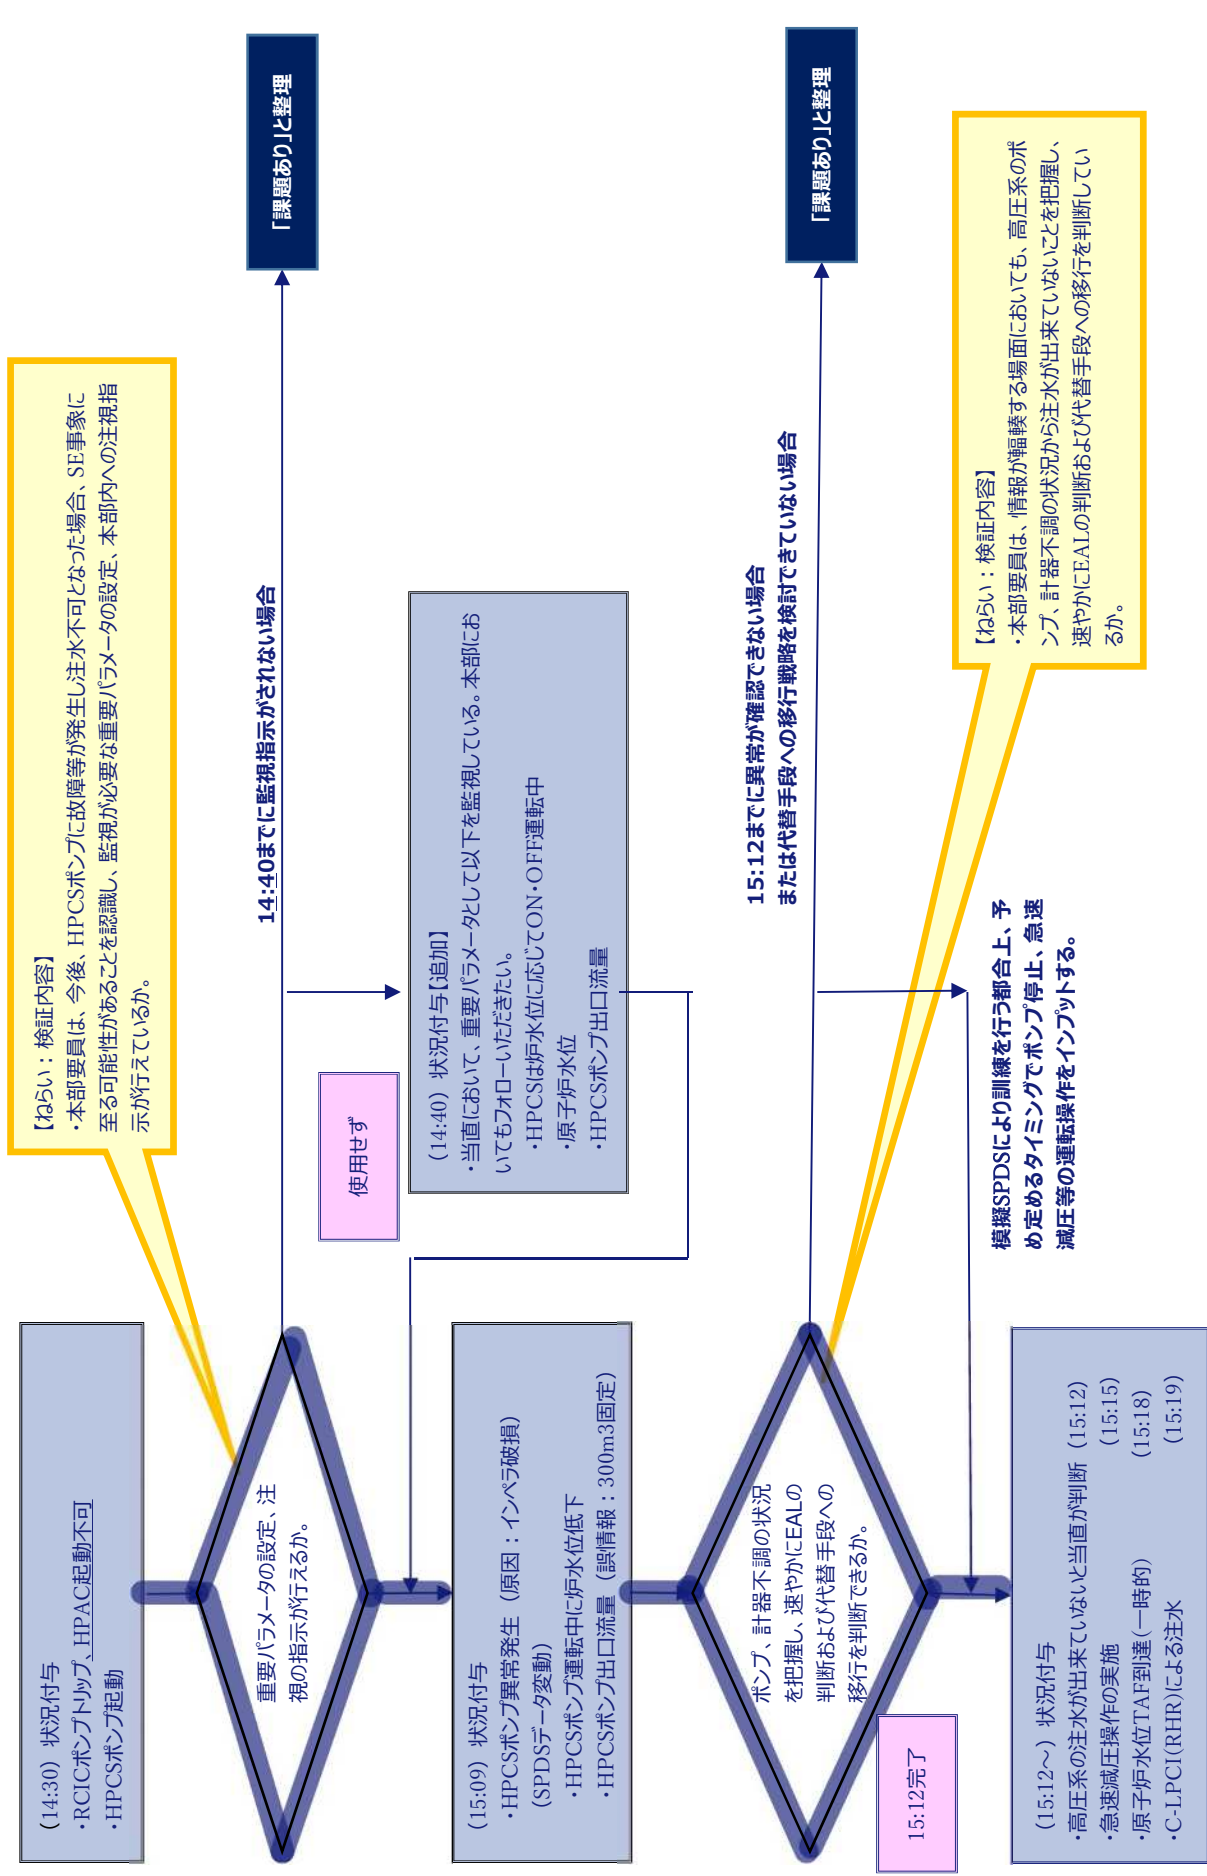 (14:30) 状況付与
・RCICポンプトリップ、HPAC起動不可
・HPCSポンプ起動
【ねらい：検証内容】
・本部要員は、今後、HPCSポンプに故障等が発生し注水不可となった場合、SE事象に
至る可能性があることを認識し、監視が必要な重要パラメータの設定、本部内への注視指
示が行えているか。
重要パラメータの設定、注
視の指示が行えるか。
14:40までに監視指示がされない場合
「課題あり」と整理
使用せず
(14:40) 状況付与【追加】
・当直において、重要パラメータとして以下を監視している。本部にお
いてもフォローいただきたい。
・HPCSは炉水位に応じてON・OFF運転中
・原子炉水位
・HPCSポンプ出口流量
(15:09) 状況付与
・HPCSポンプ異常発生（原因：インペラ破損）
（SPDSデータ変動）
・HPCSポンプ運転中に炉水位低下
・HPCSポンプ出口流量（誤情報：300m3固定）
ポンプ、計器不調の状況
を把握し、速やかにEALの
判断および代替手段への
移行を判断できるか。
15:12までに異常が確認できない場合
または代替手段への移行戦略を検討できていない場合
「課題あり」と整理
15:12完了
【ねらい：検証内容】
・本部要員は、情報が輻輳する場面においても、高圧系のポ
ンプ、計器不調の状況から注水が出来ていないことを把握し、
速やかにEALの判断および代替手段への移行を判断してい
るか。
模擬SPDSにより訓練を行う都合上、予
め定めるタイミングでポンプ停止、急速
減圧等の運転操作をインプットする。
(15:12～) 状況付与
・高圧系の注水が出来ていないと当直が判断 (15:12)
・急速減圧操作の実施 (15:15)
・原子炉水位TAF到達(一時的) (15:18)
・C-LPCI(RHR)による注水 (15:19)